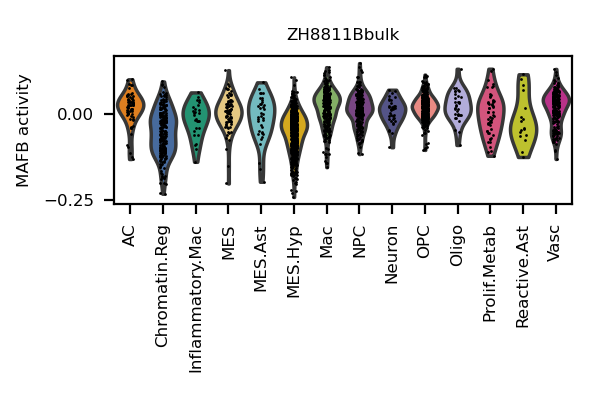 ZH8811Bbulk
MAFB activity
0.00
−0.25
AC
Chromatin.Reg
Inflammatory.Mac
MES
MES.Ast
MES.Hyp
Mac
NPC
Neuron
OPC
Oligo
Prolif.Metab
Reactive.Ast
Vasc